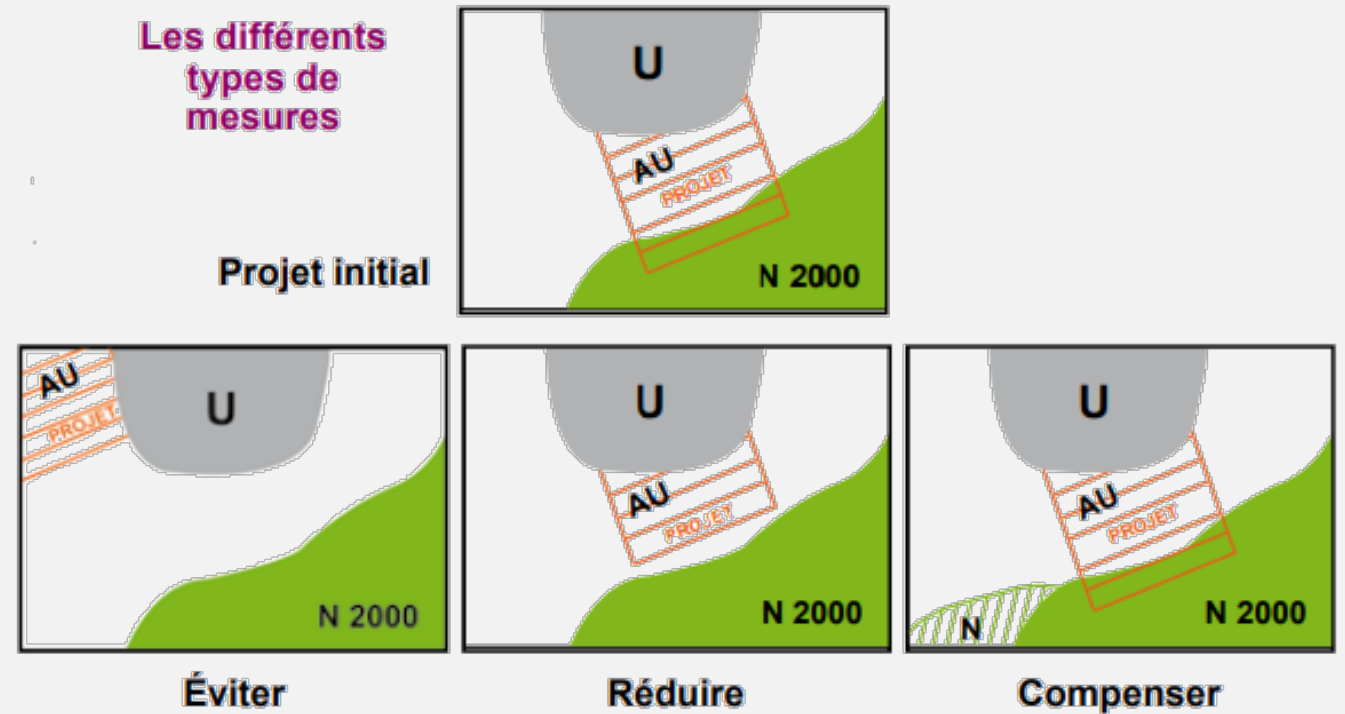 Les différents
types de
mesures
U
AU
PROJET
Projet initial
N 2000
AU
PROJET
U
N 2000
U
AU
PROJET
N 2000
U
AU
PROJET
N
N 2000
Éviter
Réduire
Compenser